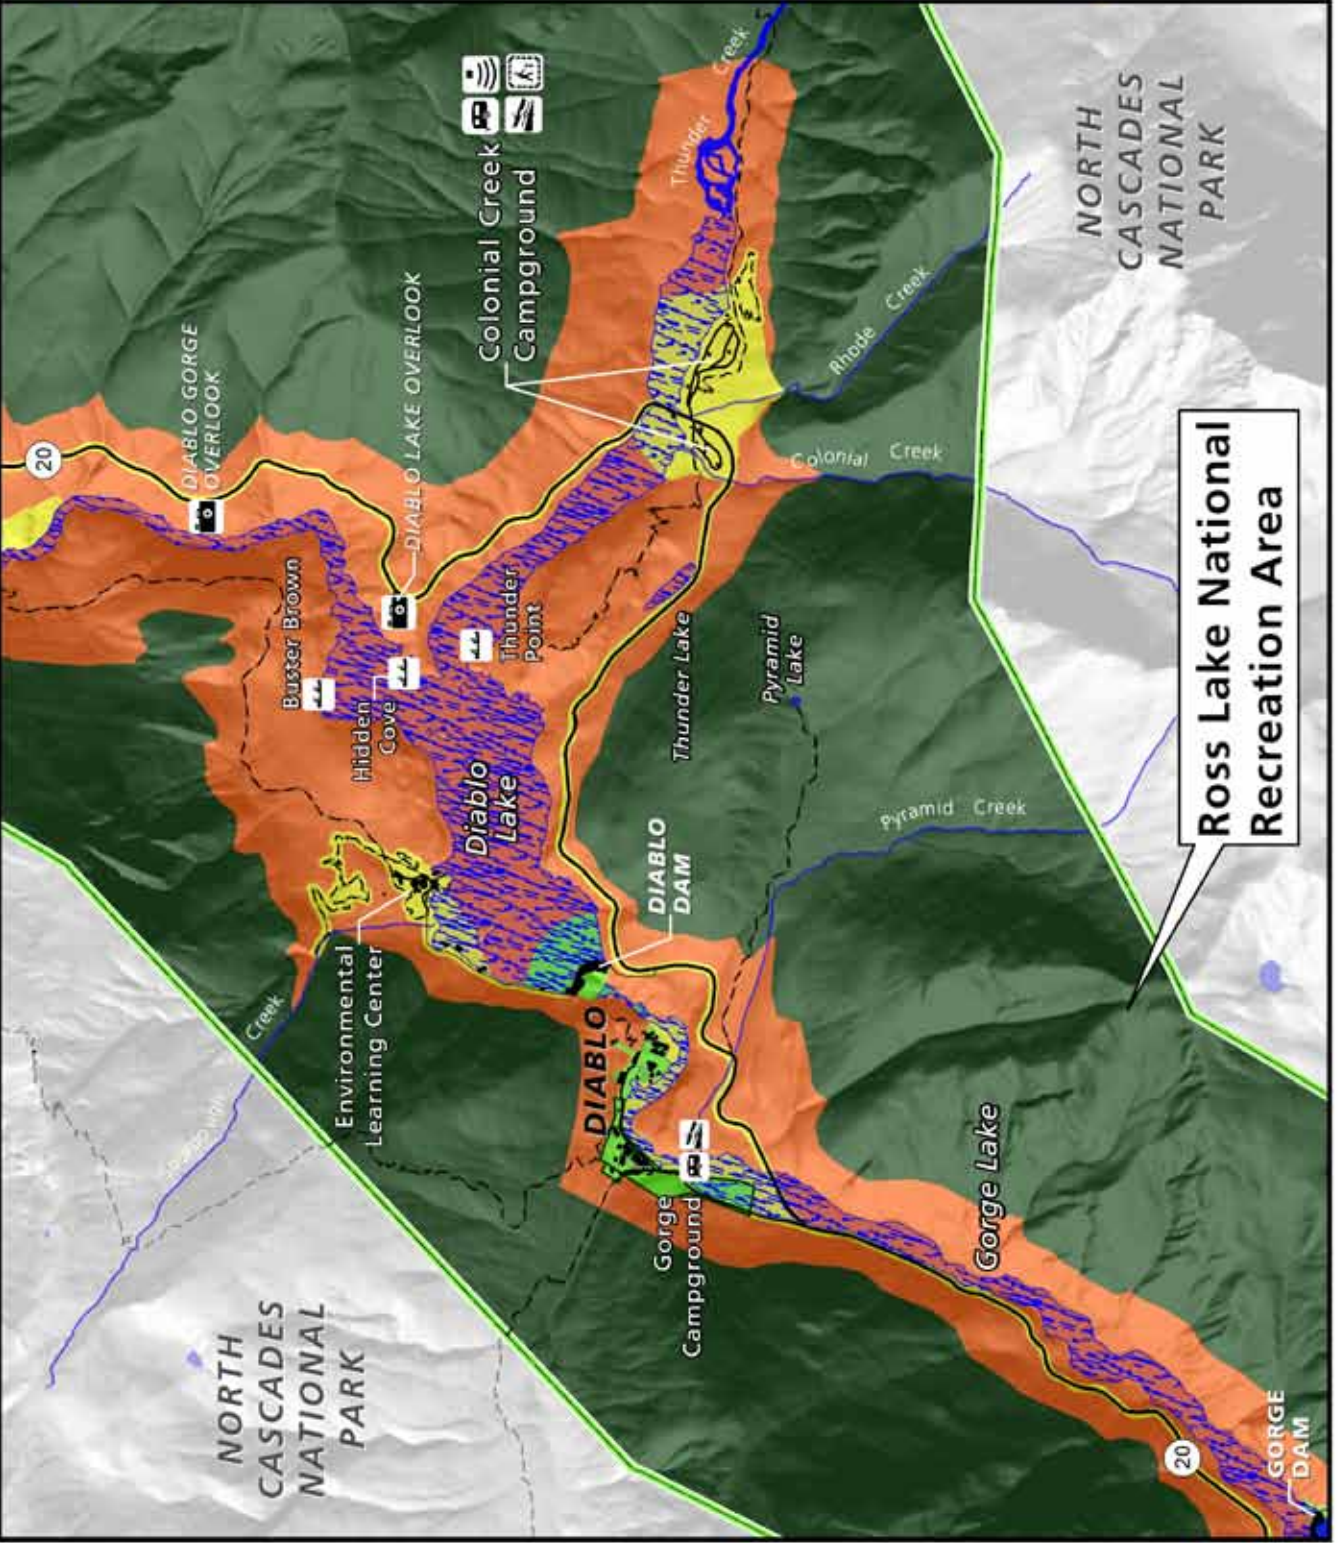 20
DIABLO GORGE
OVERLOOK
DIABLO LAKE OVERLOOK
Colonial Creek
Campground
Thunder
Creek
NORTH
CASCADES
NATIONAL
PARK
Rhode
Creek
Colonial
Creek
Buster Brown
Hidden
Cove
Thunder
Point
Thunder Lake
Pyramid
Lake
Diablo
Lake
Pyramid Creek
Ross Lake National
Recreation Area
DIABLO
DAM
Environmental
Learning Center
Creek
DIABLO
Gorge
Campground
Gorge Lake
NORTH
CASCADES
NATIONAL
PARK
20
GORGE
DAM